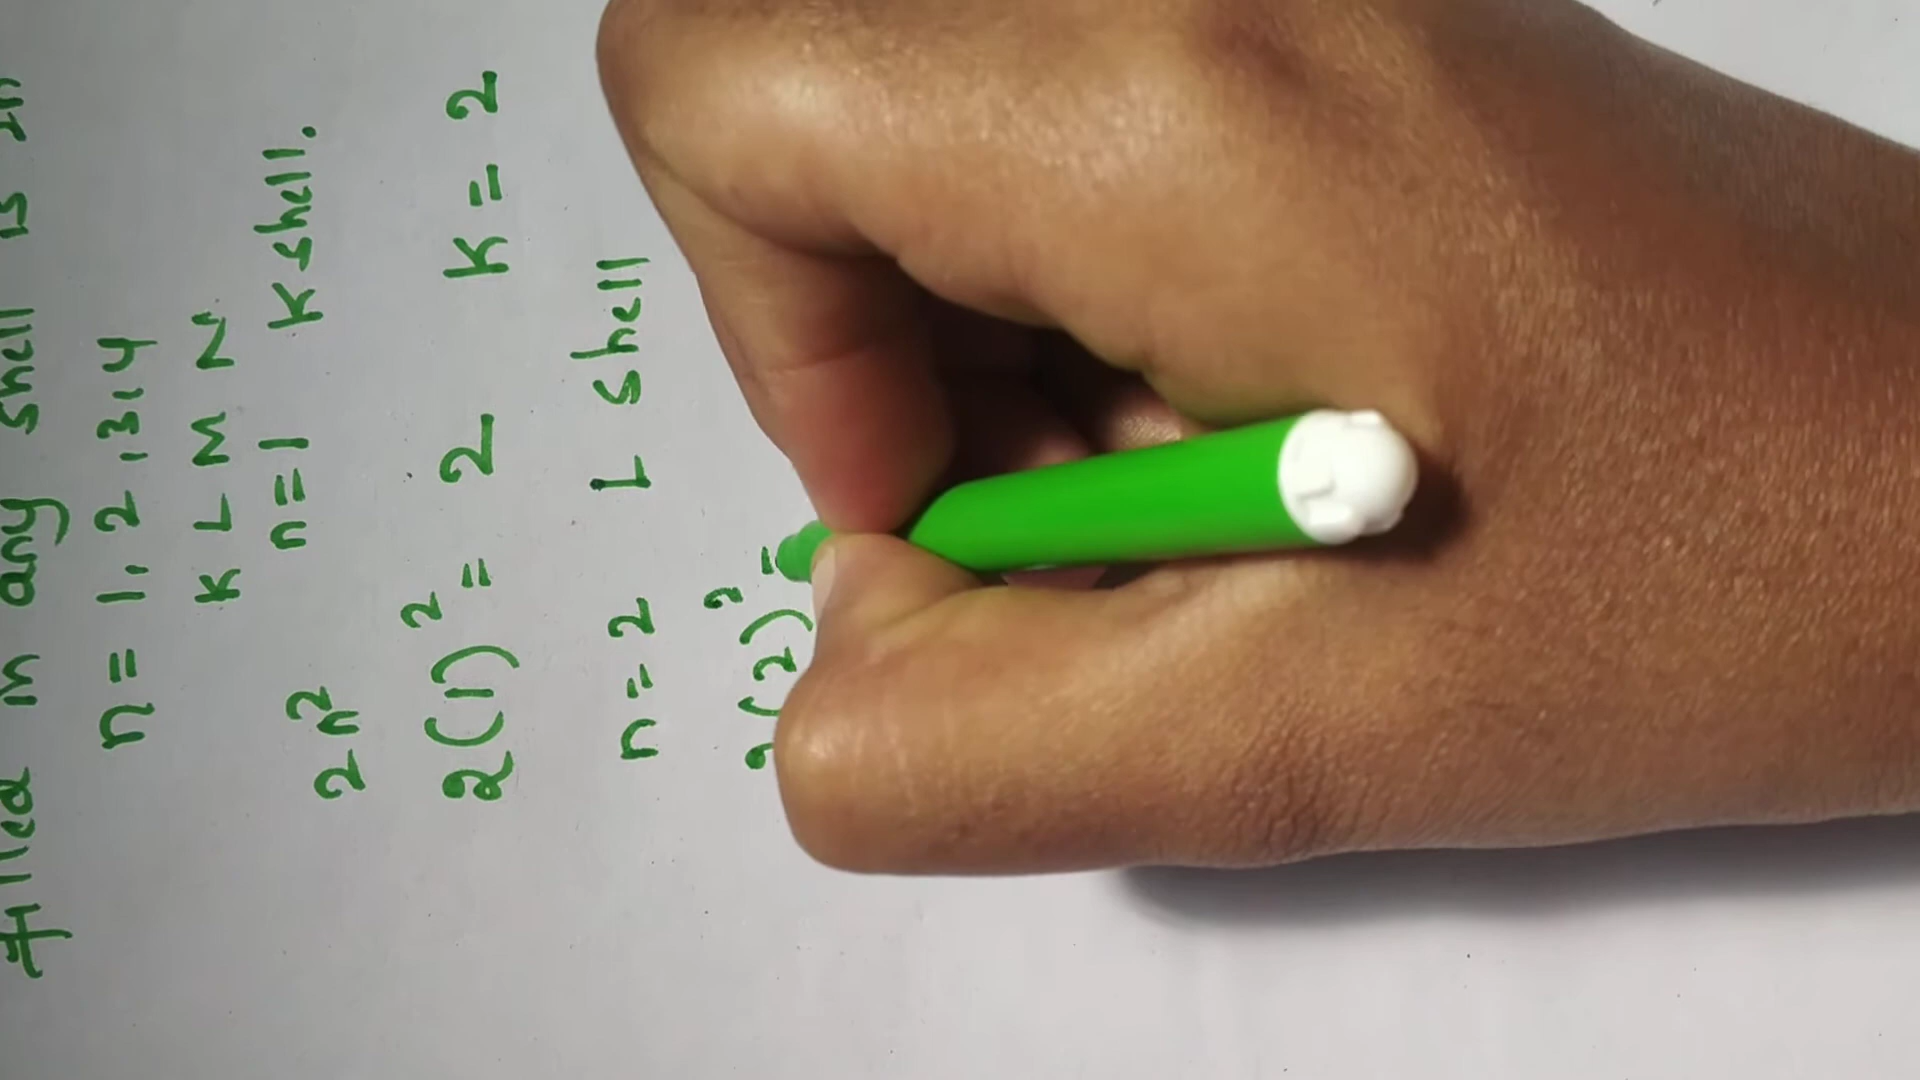 filled in any shell is 2n
n = 1, 2, 3, 4
K L M N
n = 1 K shell.
2n²
2(1)² = 2 K = 2
n = 2 L shell
2(2)² =